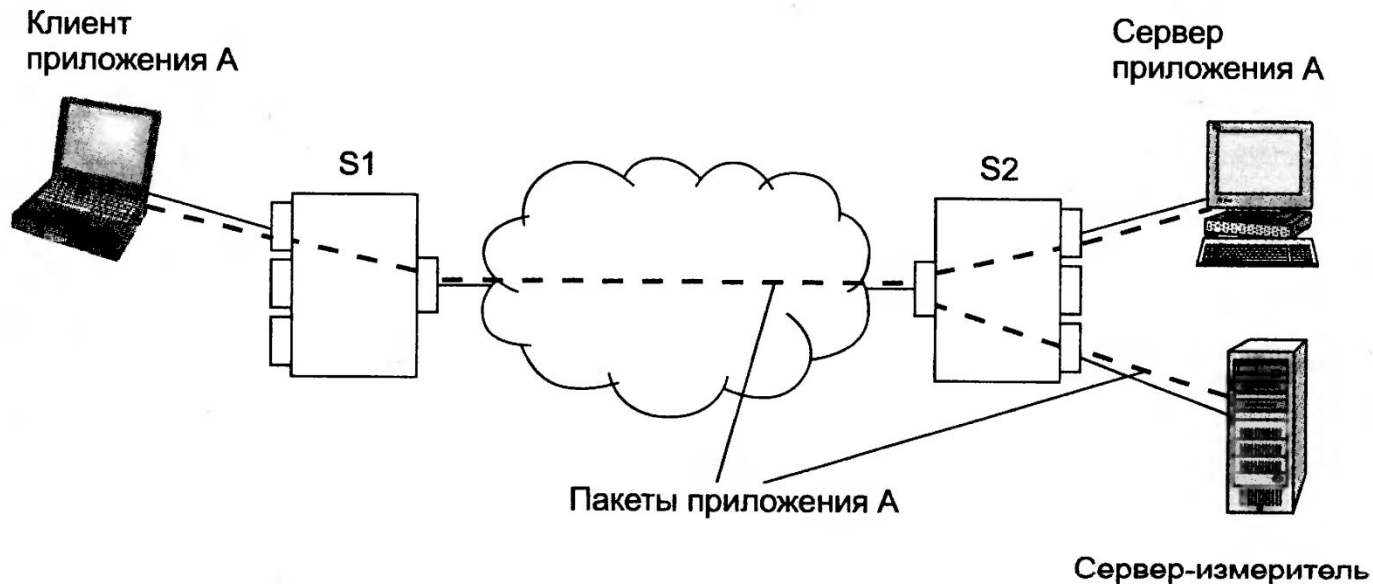 Клиент
приложения А
Сервер
приложения А
S1
S2
Пакеты приложения А
Сервер-измеритель